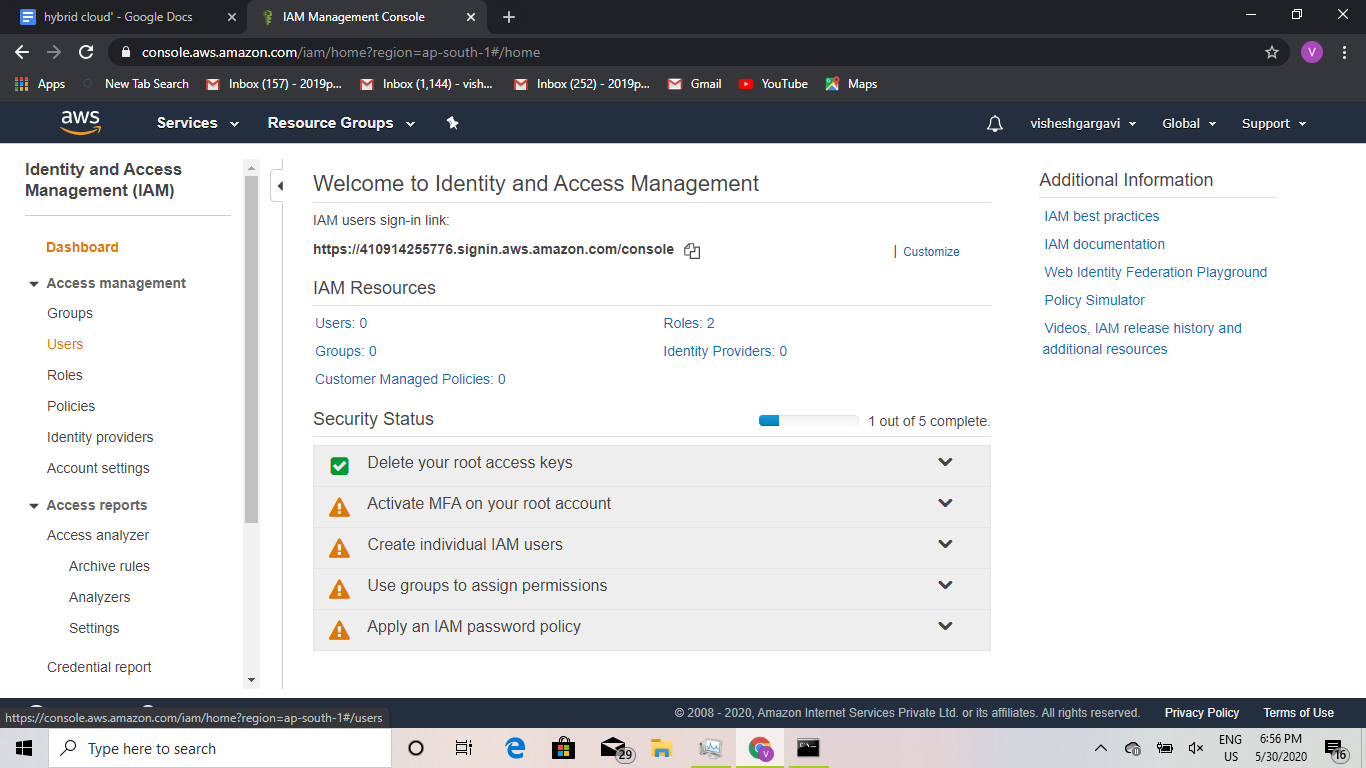 hybrid cloud' - Google Docs
IAM Management Console
console.aws.amazon.com/iam/home?region=ap-south-1#/home
V
Apps
New Tab Search
Inbox (157) - 2019p...
Inbox (1,144) - vish...
Inbox (252) - 2019p...
Gmail
YouTube
Maps
aws
Services
Resource Groups
visheshgargavi
Global
Support
Identity and Access
Management (IAM)
Dashboard
Access management
Groups
Users
Roles
Policies
Identity providers
Account settings
Access reports
Access analyzer
Archive rules
Analyzers
Settings
Credential report
Welcome to Identity and Access Management
IAM users sign-in link:
https://410914255776.signin.aws.amazon.com/console
| Customize
IAM Resources
Users: 0
Roles: 2
Groups: 0
Identity Providers: 0
Customer Managed Policies: 0
Security Status
1 out of 5 complete.
Delete your root access keys
Activate MFA on your root account
Create individual IAM users
Use groups to assign permissions
Apply an IAM password policy
Additional Information
IAM best practices
IAM documentation
Web Identity Federation Playground
Policy Simulator
Videos, IAM release history and
additional resources
https://console.aws.amazon.com/iam/home?region=ap-south-1#/users
© 2008 - 2020, Amazon Internet Services Private Ltd. or its affiliates. All rights reserved.
Privacy Policy
Terms of Use
Type here to search
29
V
ENG
US
6:56 PM
5/30/2020
16